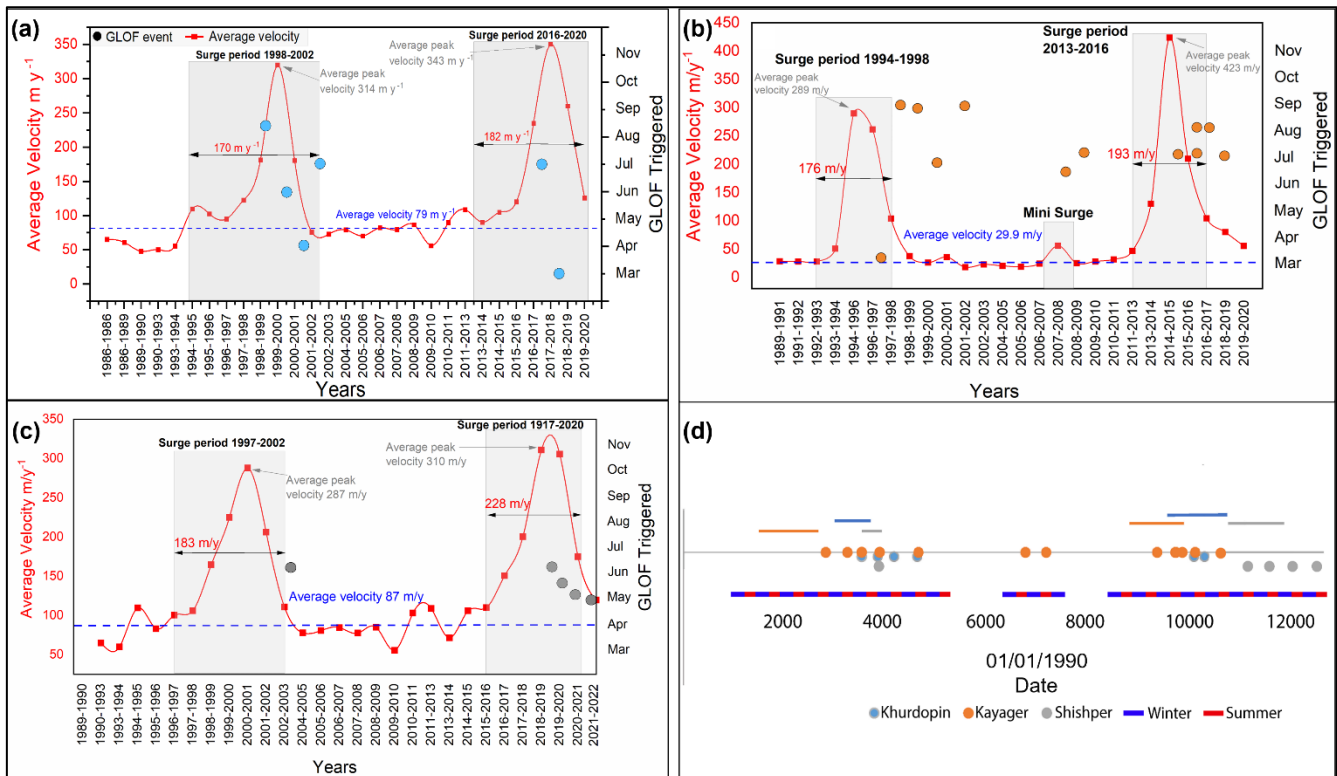 (a)
GLOF event
Average velocity
Surge period 1998-2002
Surge period 2016-2020
Average peak
velocity 314 m y⁻¹
Average peak
velocity 343 m y⁻¹
170 m y⁻¹
182 m y⁻¹
Average velocity 79 m y⁻¹
Average Velocity m y⁻¹
350
300
250
200
150
100
50
0
Nov
Oct
Sep
Aug
Jul
Jun
May
Apr
Mar
GLOF Triggered
1986-1986
1986-1989
1989-1990
1990-1993
1993-1994
1994-1995
1995-1996
1996-1997
1997-1998
1998-1999
1999-2000
2000-2001
2001-2002
2002-2003
2004-2005
2005-2006
2006-2007
2007-2008
2008-2009
2009-2010
2010-2011
2011-2013
2013-2014
2014-2015
2015-2016
2016-2017
2017-2018
2018-2019
2019-2020
Years
(b)
Surge period 1994-1998
Surge period
2013-2016
Average peak
velocity 289 m/y
Average peak
velocity 423 m/y
176 m/y
193 m/y
Mini Surge
Average velocity 29.9 m/y
Average Velocity m/y⁻¹
450
400
350
300
250
200
150
100
50
0
Nov
Oct
Sep
Aug
Jul
Jun
May
Apr
Mar
GLOF Triggered
1989-1991
1991-1992
1992-1993
1993-1994
1994-1996
1996-1997
1997-1998
1998-1999
1999-2000
2000-2001
2001-2002
2002-2003
2004-2005
2005-2006
2006-2007
2007-2008
2008-2009
2009-2010
2010-2011
2011-2013
2013-2014
2014-2015
2015-2016
2016-2017
2018-2019
2019-2020
Years
(c)
Surge period 1997-2002
Surge period 1917-2020
Average peak
velocity 287 m/y
Average peak
velocity 310 m/y
183 m/y
228 m/y
Average velocity 87 m/y
Average Velocity m/y⁻¹
350
300
250
200
150
100
50
Nov
Oct
Sep
Aug
Jul
Jun
May
Apr
Mar
GLOF Triggered
1989-1990
1990-1993
1993-1994
1994-1995
1995-1996
1996-1997
1997-1998
1998-1999
1999-2000
2000-2001
2001-2002
2002-2003
2004-2005
2005-2006
2006-2007
2007-2008
2008-2009
2009-2010
2010-2011
2011-2013
2013-2014
2014-2015
2015-2016
2016-2017
2017-2018
2018-2019
2019-2020
2020-2021
2021-2022
Years
(d)
2000
4000
6000
8000
10000
12000
01/01/1990
Date
Khurdopin
Kayager
Shishper
Winter
Summer